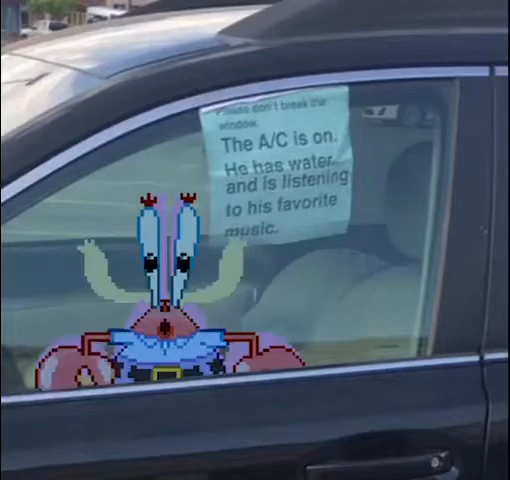 Please don't break the
window.
The A/C is on.
He has water
and is listening
to his favorite
music.